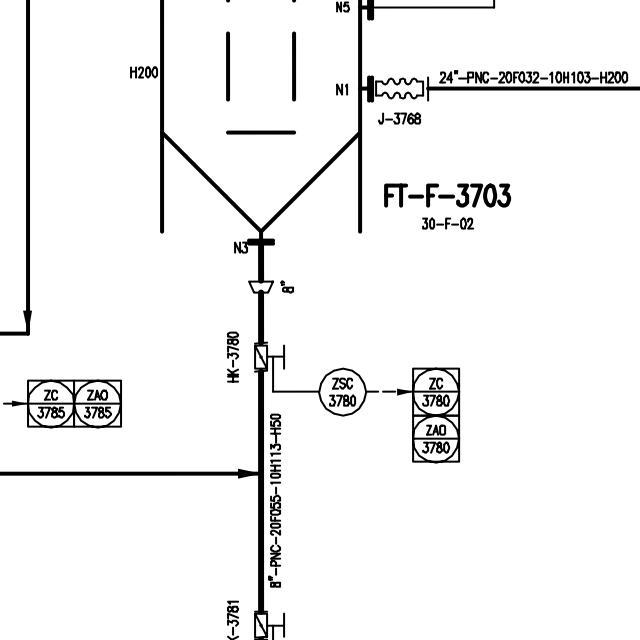 N5
H200
N1
24"-PNC-20F032-10H103-H200
J-3768
FT-F-3703
30-F-02
N3
8"
HK-3780
ZSC
3780
ZC
3780
ZAO
3780
ZC
3785
ZAO
3785
8"-PNC-20F055-10H113-H50
-3781